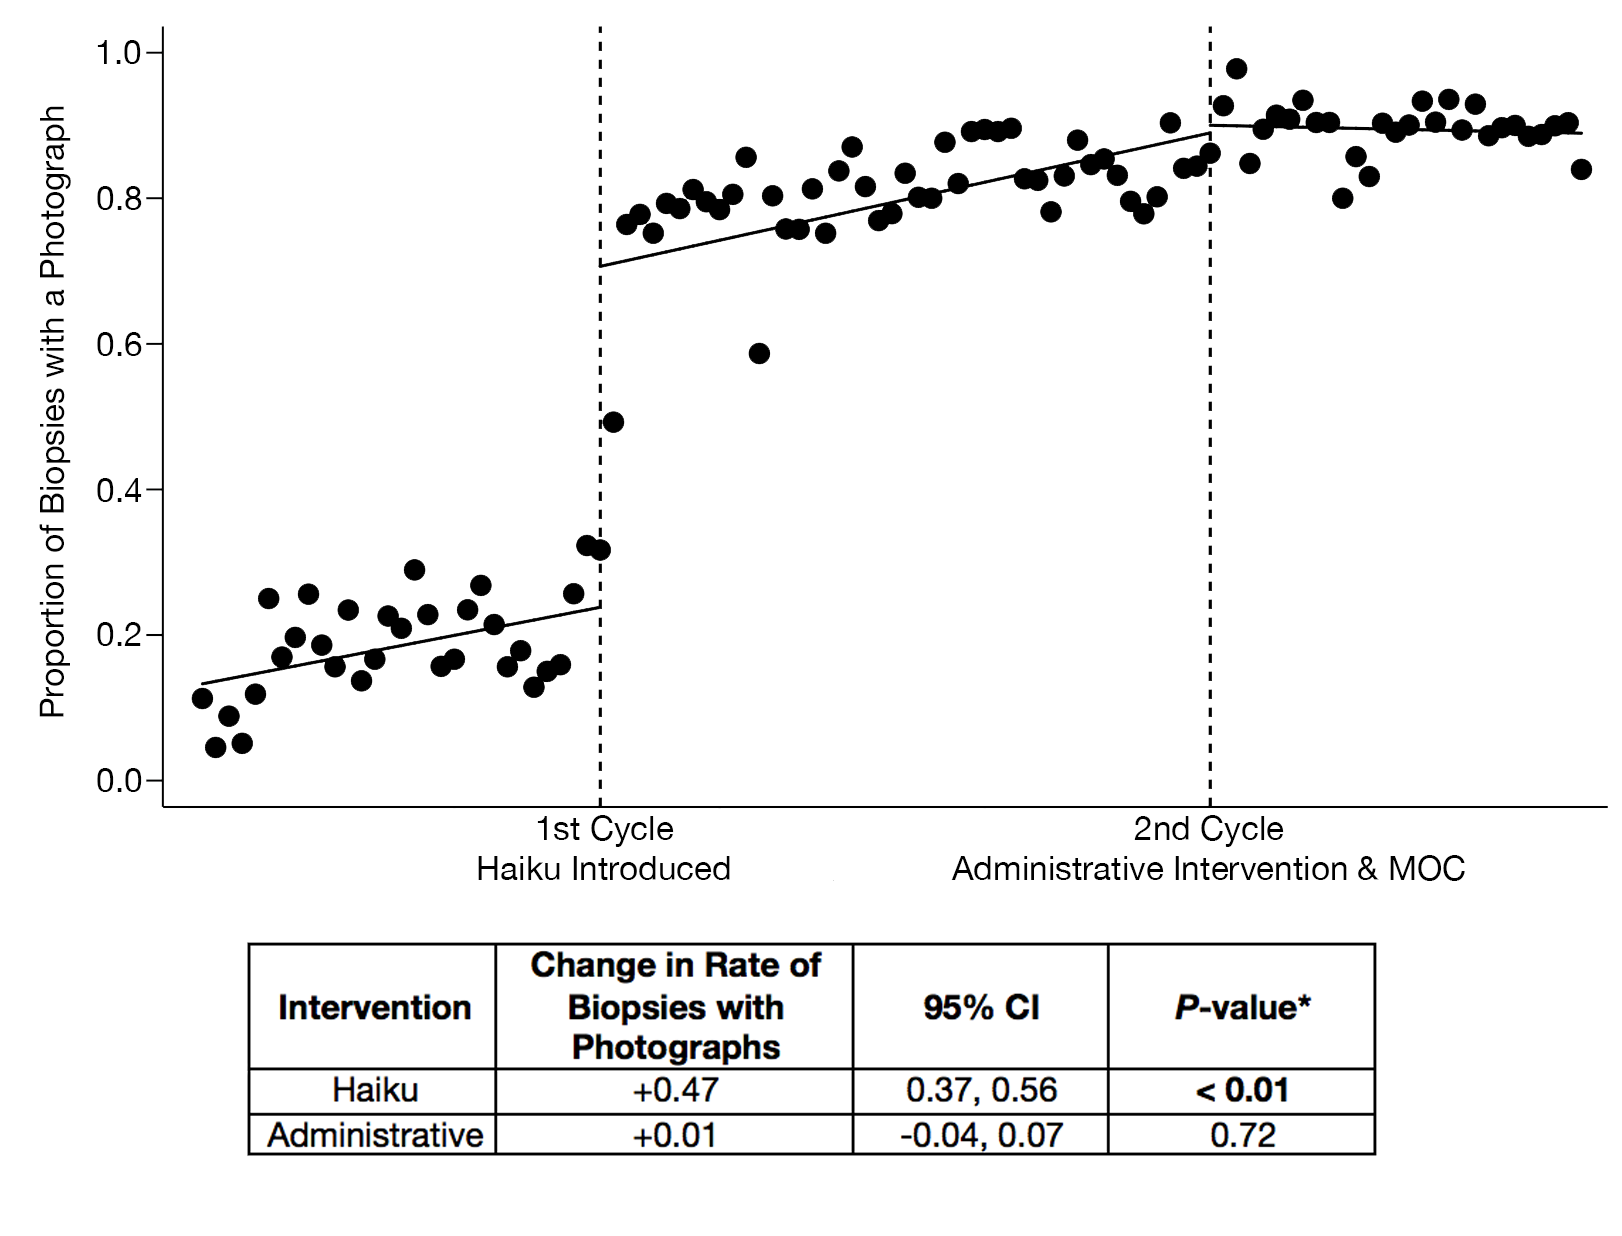 Proportion of Biopsies with a Photograph
1.0
0.8
0.6
0.4
0.2
0.0
1st Cycle
Haiku Introduced
2nd Cycle
Administrative Intervention & MOC
Intervention
Change in Rate of
Biopsies with
Photographs
95% CI
P-value*
Haiku
+0.47
0.37, 0.56
< 0.01
Administrative
+0.01
-0.04, 0.07
0.72